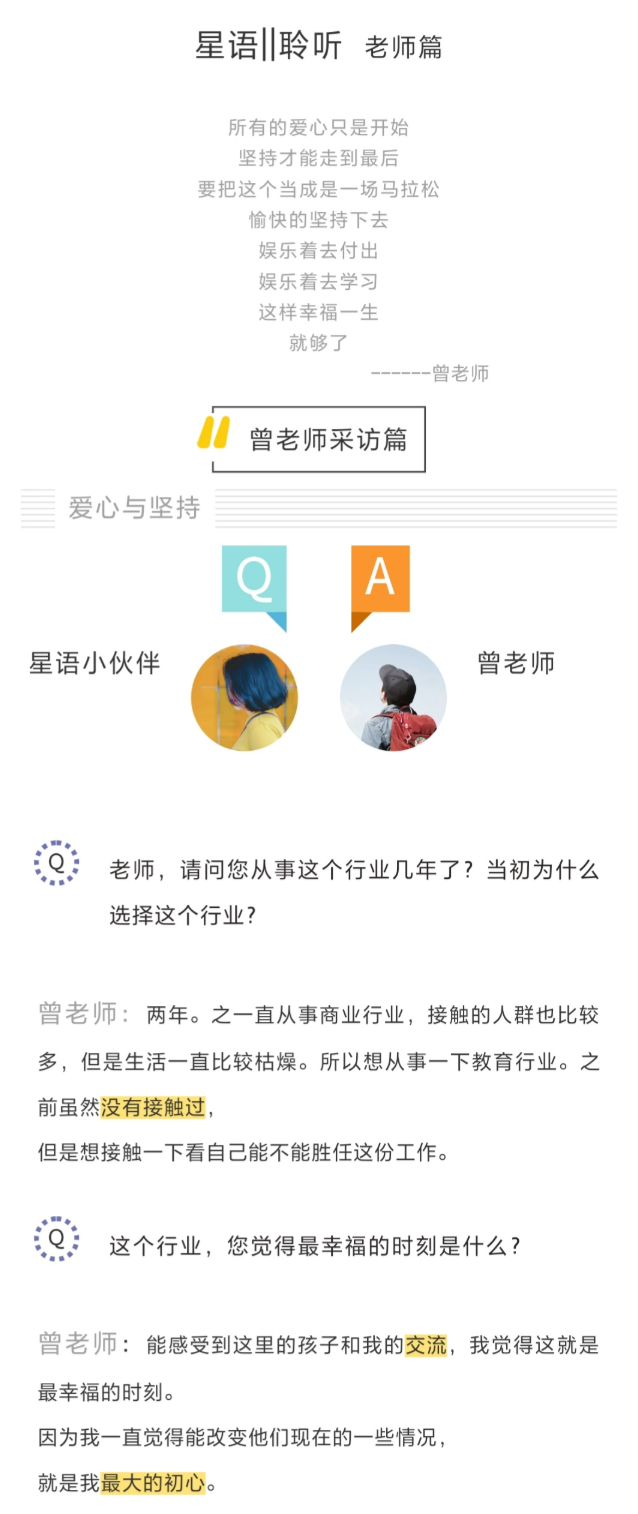 星语||聆听 老师篇
所有的爱心只是开始
坚持才能走到最后
要把这个当成是一场马拉松
愉快的坚持下去
娱乐着去付出
娱乐着去学习
这样幸福一生
就够了
------曾老师
曾老师采访篇
爱心与坚持
Q A
星语小伙伴 曾老师
Q 老师，请问您从事这个行业几年了？当初为什么
选择这个行业？
曾老师：两年。之一直从事商业行业，接触的人群也比较
多，但是生活一直比较枯燥。所以想从事一下教育行业。之
前虽然没有接触过，
但是想接触一下看自己能不能胜任这份工作。
Q 这个行业，您觉得最幸福的时刻是什么？
曾老师：能感受到这里的孩子和我的交流，我觉得这就是
最幸福的时刻。
因为我一直觉得能改变他们现在的一些情况，
就是我最大的初心。